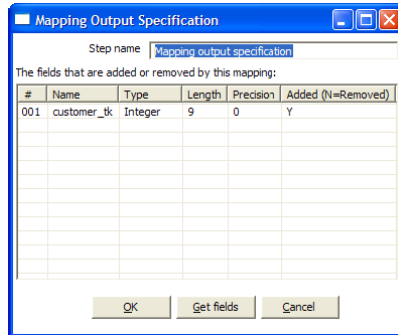 Mapping Output Specification
Step name Mapping output specification
The fields that are added or removed by this mapping:
# Name Type Length Precision Added (N=Removed)
001 customer_tk Integer 9 0 Y
OK Get fields Cancel